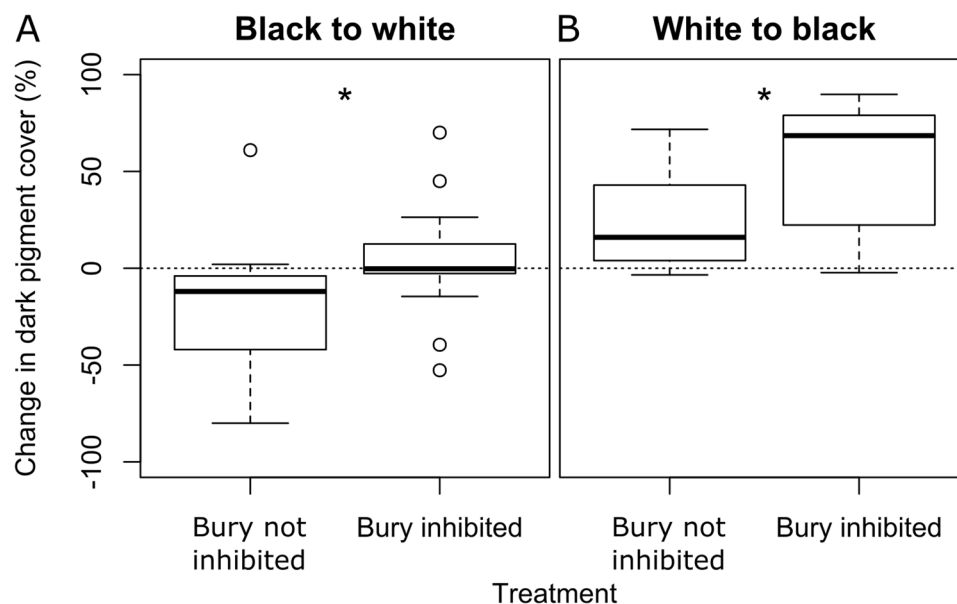 A
Black to white
B
White to black
Change in dark pigment cover (%)
100
50
0
-50
-100
*
*
Bury not
inhibited
Bury inhibited
Bury not
inhibited
Bury inhibited
Treatment